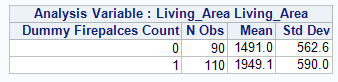 Analysis Variable : Living_Area Living_Area
Dummy Firepalces Count N Obs Mean Std Dev
0 90 1491.0 562.6
1 110 1949.1 590.0